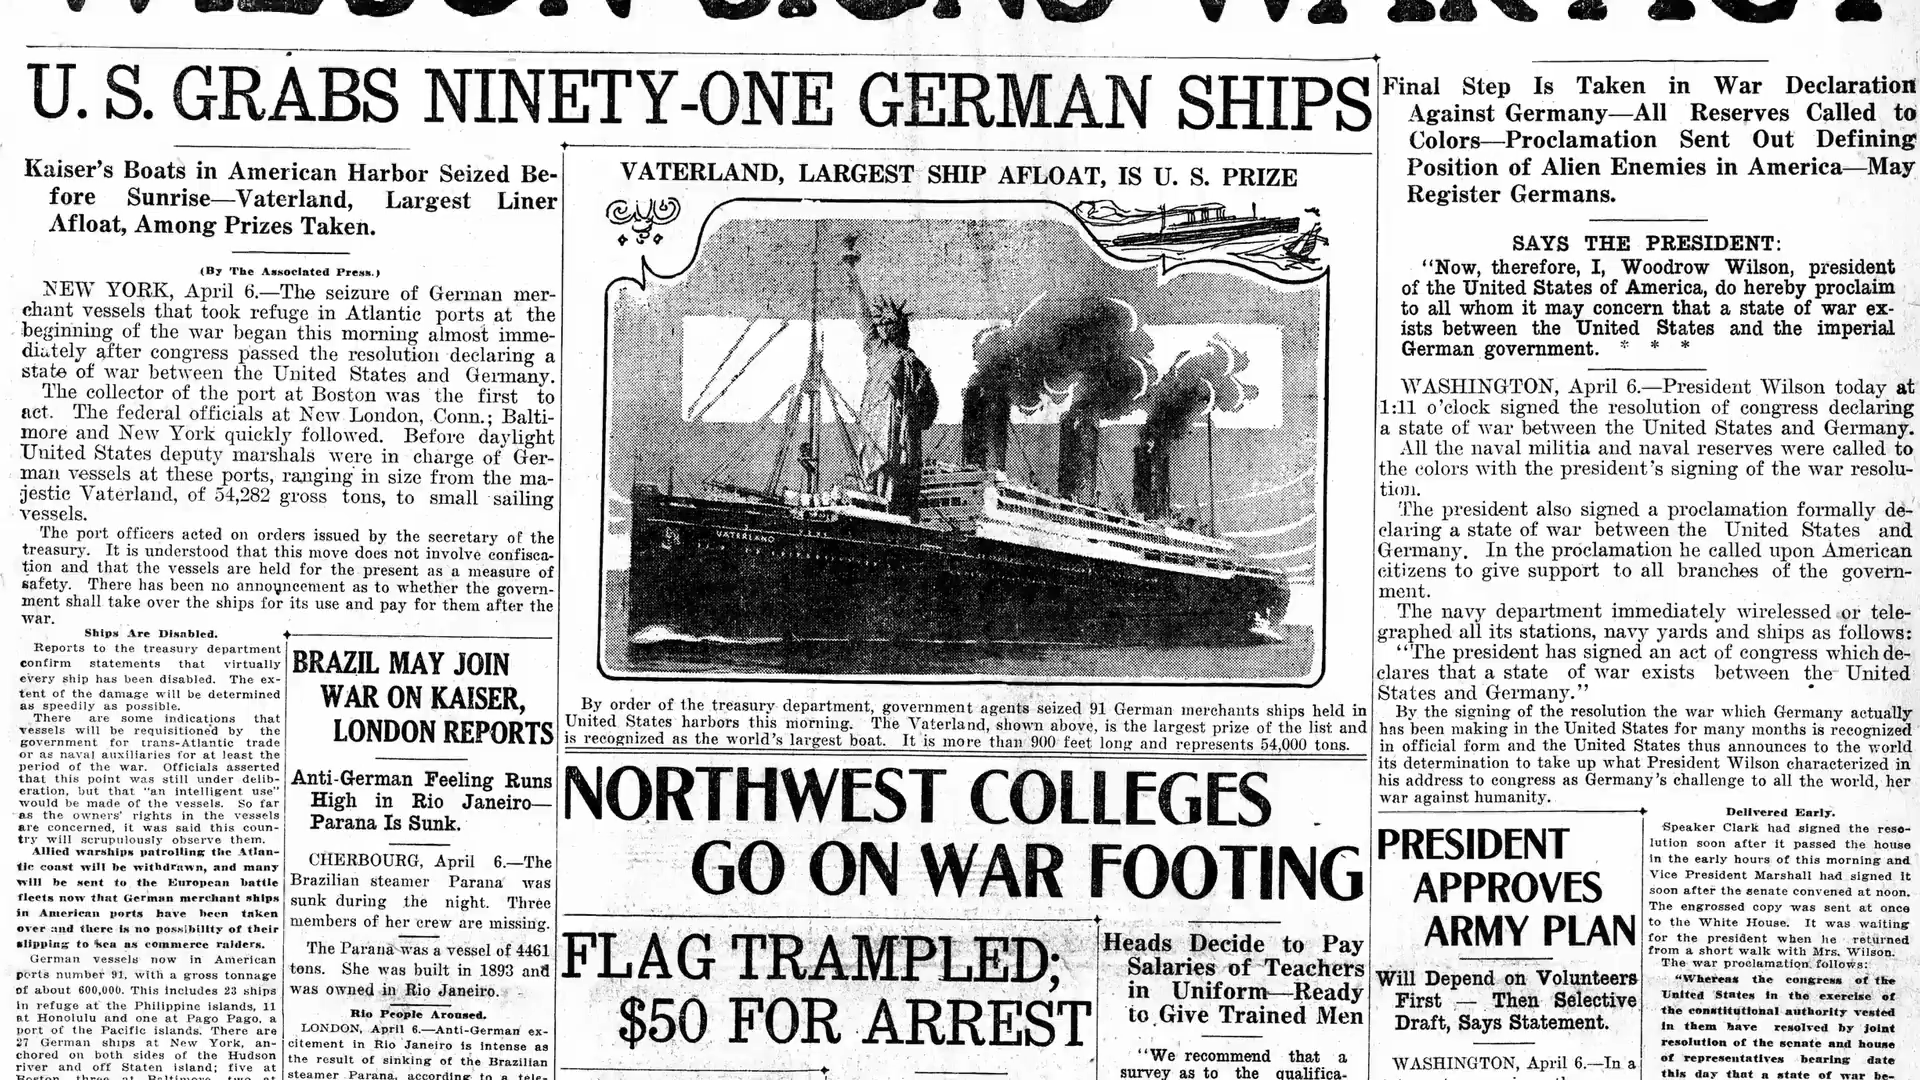 WILSON SIGNS WAR ACT
U. S. GRABS NINETY-ONE GERMAN SHIPS
Kaiser's Boats in American Harbor Seized Be-
fore Sunrise—Vaterland, Largest Liner
Afloat, Among Prizes Taken.
(By The Associated Press.)
NEW YORK, April 6.—The seizure of German mer-
chant vessels that took refuge in Atlantic ports at the
beginning of the war began this morning almost imme-
diately after congress passed the resolution declaring a
state of war between the United States and Germany.
The collector of the port at Boston was the first to
act. The federal officials at New London, Conn.; Balti-
more and New York quickly followed. Before daylight
United States deputy marshals were in charge of Ger-
man vessels at these ports, ranging in size from the ma-
jestic Vaterland, of 54,282 gross tons, to small sailing
vessels.
The port officers acted on orders issued by the secretary of the
treasury. It is understood that this move does not involve confisca-
tion and that the vessels are held for the present as a measure of
safety. There has been no announcement as to whether the govern-
ment shall take over the ships for its use and pay for them after the
war.
Ships Are Disabled.
Reports to the treasury department
confirm statements that virtually
every ship has been disabled. The ex-
tent of the damage will be determined
as speedily as possible.
There are some indications that
vessels will be requisitioned by the
government for trans-Atlantic trade
or as naval auxiliaries for at least the
period of the war. Officials asserted
that this point was still under delib-
eration, but that "an intelligent use"
would be made of the vessels. So far
as the owners' rights in the vessels
are concerned, it was said this coun-
try will scrupulously observe them.
Allied warships patrolling the Atlan-
tic coast will be withdrawn, and many
will be sent to the European battle
fleets now that German merchant ships
in American ports have been taken
over and there is no possibility of their
slipping to sea as commerce raiders.
German vessels now in American
ports number 91, with a gross tonnage
of about 600,000. This includes 23 ships
in refuge at the Philippine islands, 11
at Honolulu and one at Pago Pago, a
port of the Pacific islands. There are
27 German ships at New York, an-
chored on both sides of the Hudson
river and off Staten island; five at
Boston, three at Baltimore, two at
BRAZIL MAY JOIN
WAR ON KAISER,
LONDON REPORTS
Anti-German Feeling Runs
High in Rio Janeiro—
Parana Is Sunk.
CHERBOURG, April 6.—The
Brazilian steamer Parana was
sunk during the night. Three
members of her crew are missing.
The Parana was a vessel of 4461
tons. She was built in 1893 and
was owned in Rio Janeiro.
Rio People Aroused.
LONDON, April 6.—Anti-German ex-
citement in Rio Janeiro is intense as
the result of sinking of the Brazilian
steamer Parana, according to a tele-
VATERLAND, LARGEST SHIP AFLOAT, IS U. S. PRIZE
VATERLAND
By order of the treasury department, government agents seized 91 German merchants ships held in
United States harbors this morning. The Vaterland, shown above, is the largest prize of the list and
is recognized as the world's largest boat. It is more than 900 feet long and represents 54,000 tons.
NORTHWEST COLLEGES
GO ON WAR FOOTING
FLAG TRAMPLED;
$50 FOR ARREST
Heads Decide to Pay
Salaries of Teachers
in Uniform—Ready
to Give Trained Men
"We recommend that a
survey as to the qualifica-
Final Step Is Taken in War Declaration
Against Germany—All Reserves Called to
Colors—Proclamation Sent Out Defining
Position of Alien Enemies in America—May
Register Germans.
SAYS THE PRESIDENT:
"Now, therefore, I, Woodrow Wilson, president
of the United States of America, do hereby proclaim
to all whom it may concern that a state of war ex-
ists between the United States and the imperial
German government. * * *
WASHINGTON, April 6.—President Wilson today at
1:11 o'clock signed the resolution of congress declaring
a state of war between the United States and Germany.
All the naval militia and naval reserves were called to
the colors with the president's signing of the war resolu-
tion.
The president also signed a proclamation formally de-
claring a state of war between the United States and
Germany. In the proclamation he called upon American
citizens to give support to all branches of the govern-
ment.
The navy department immediately wirelessed or tele-
graphed all its stations, navy yards and ships as follows:
"The president has signed an act of congress which de-
clares that a state of war exists between the United
States and Germany."
By the signing of the resolution the war which Germany actually
has been making in the United States for many months is recognized
in official form and the United States thus announces to the world
its determination to take up what President Wilson characterized in
his address to congress as Germany's challenge to all the world, her
war against humanity.
PRESIDENT
APPROVES
ARMY PLAN
Will Depend on Volunteers
First — Then Selective
Draft, Says Statement.
WASHINGTON, April 6.—In a
Delivered Early.
Speaker Clark had signed the reso-
lution soon after it passed the house
in the early hours of this morning and
Vice President Marshall had signed it
soon after the senate convened at noon.
The engrossed copy was sent at once
to the White House. It was waiting
for the president when he returned
from a short walk with Mrs. Wilson.
The war proclamation follows:
"Whereas the congress of the
United States in the exercise of
the constitutional authority vested
in them have resolved by joint
resolution of the senate and house
of representatives bearing date
this day that a state of war be-